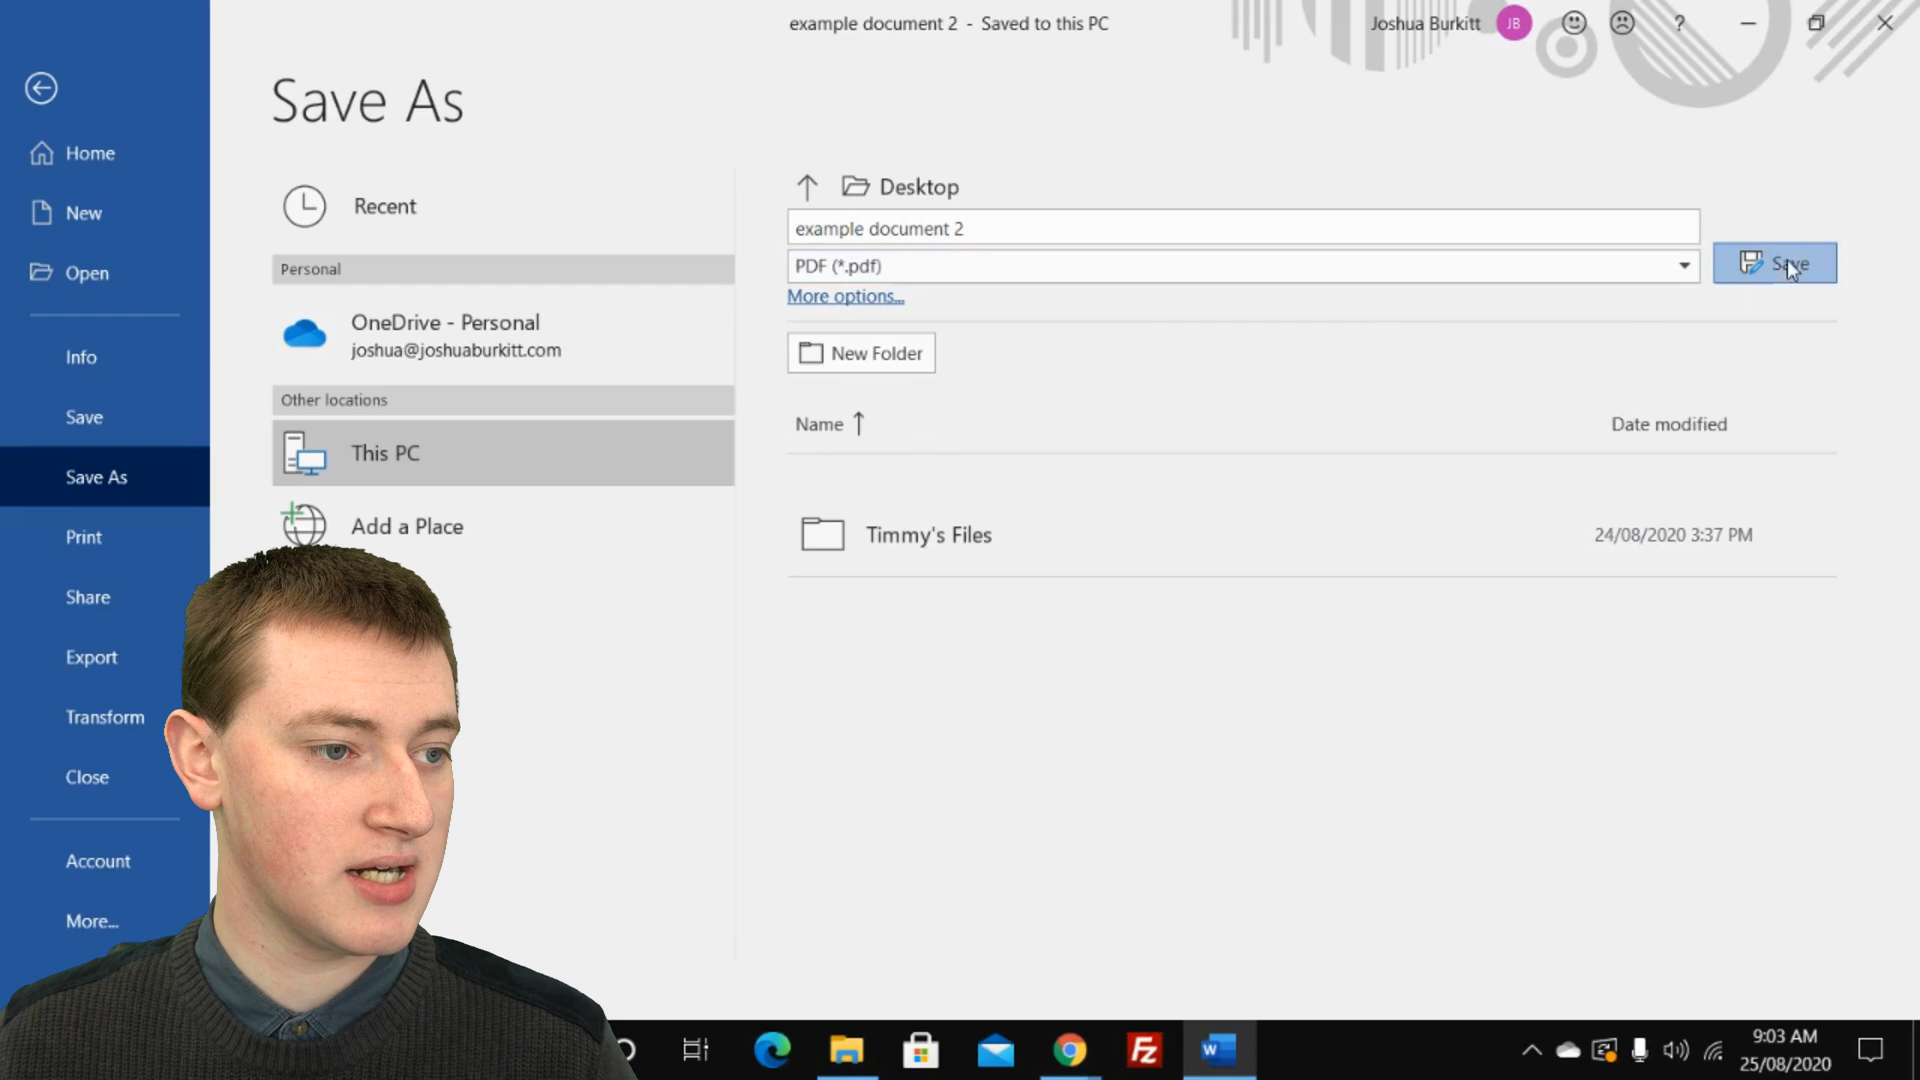 example document 2 - Saved to this PC
Joshua Burkitt
JB
?
Save As
Home
New
Open
Info
Save
Save As
Print
Share
Export
Transform
Close
Account
More...
Recent
Personal
OneDrive - Personal
joshua@joshuaburkitt.com
Other locations
This PC
Add a Place
Desktop
example document 2
PDF (*.pdf)
Save
More options...
New Folder
Name
Date modified
Timmy's Files
24/08/2020 3:37 PM
Fz
W
9:03 AM
25/08/2020